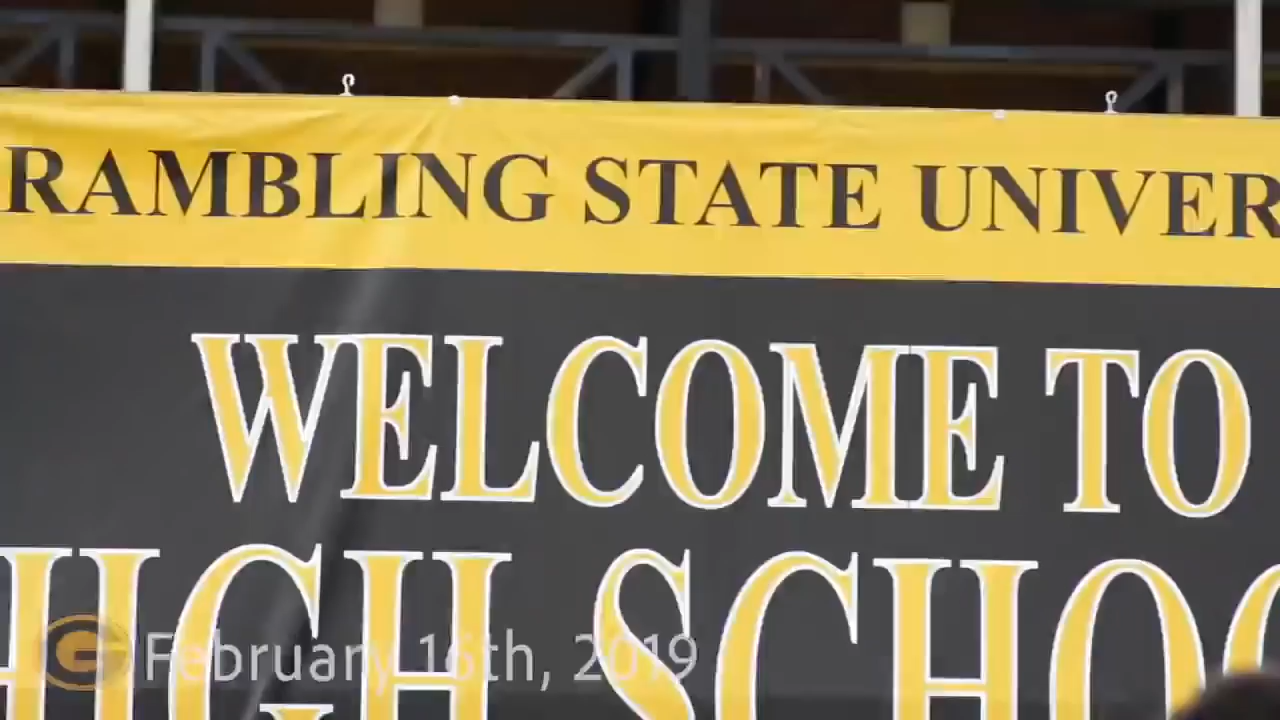 RAMBLING STATE UNIVER
WELCOME TO
HIGH SCHOO
G February 16th, 2019